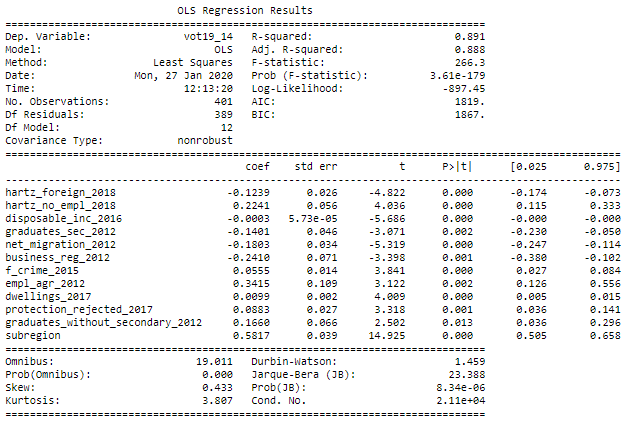 OLS Regression Results
==============================================================================
Dep. Variable: vot19_14 R-squared: 0.891
Model: OLS Adj. R-squared: 0.888
Method: Least Squares F-statistic: 266.3
Date: Mon, 27 Jan 2020 Prob (F-statistic): 3.61e-179
Time: 12:13:20 Log-Likelihood: -897.45
No. Observations: 401 AIC: 1819.
Df Residuals: 389 BIC: 1867.
Df Model: 12
Covariance Type: nonrobust
==============================================================================
coef std err t P>|t| [0.025 0.975]
------------------------------------------------------------------------------
hartz_foreign_2018 -0.1239 0.026 -4.822 0.000 -0.174 -0.073
hartz_no_empl_2018 0.2241 0.056 4.036 0.000 0.115 0.333
disposable_inc_2016 -0.0003 5.73e-05 -5.686 0.000 -0.000 -0.000
graduates_sec_2012 -0.1401 0.046 -3.071 0.002 -0.230 -0.050
net_migration_2012 -0.1803 0.034 -5.319 0.000 -0.247 -0.114
business_reg_2012 -0.2410 0.071 -3.398 0.001 -0.380 -0.102
f_crime_2015 0.0555 0.014 3.841 0.000 0.027 0.084
empl_agr_2012 0.3415 0.109 3.122 0.002 0.126 0.556
dwellings_2017 0.0099 0.002 4.009 0.000 0.005 0.015
protection_rejected_2017 0.0883 0.027 3.318 0.001 0.036 0.141
graduates_without_secondary_2012 0.1660 0.066 2.502 0.013 0.036 0.296
subregion 0.5817 0.039 14.925 0.000 0.505 0.658
==============================================================================
Omnibus: 19.011 Durbin-Watson: 1.459
Prob(Omnibus): 0.000 Jarque-Bera (JB): 23.388
Skew: 0.433 Prob(JB): 8.34e-06
Kurtosis: 3.807 Cond. No. 2.11e+04
==============================================================================